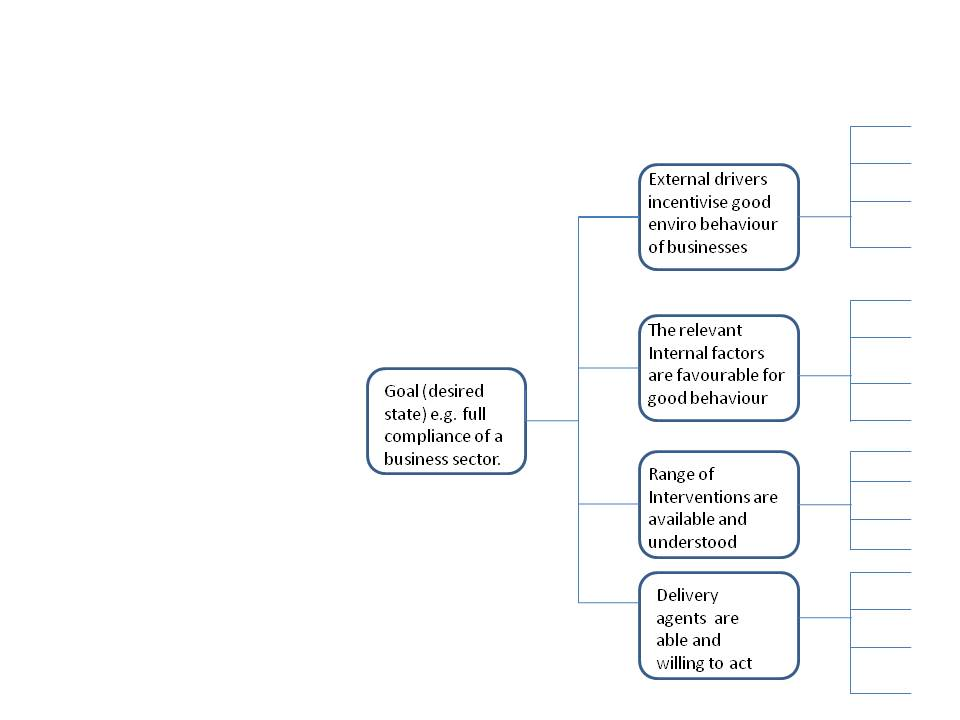 External drivers
incentivise good
enviro behaviour
of businesses
The relevant
Internal factors
are favourable for
good behaviour
Goal (desired
state) e.g. full
compliance of a
business sector.
Range of
Interventions are
available and
understood
Delivery
agents are
able and
willing to act